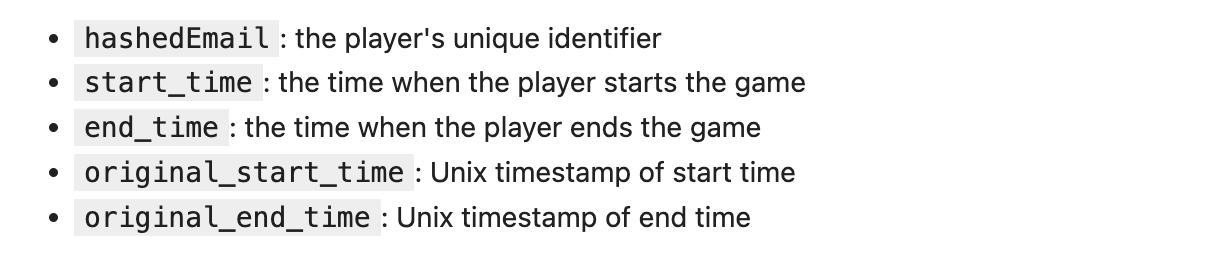 • hashedEmail : the player's unique identifier
• start_time : the time when the player starts the game
• end_time : the time when the player ends the game
• original_start_time : Unix timestamp of start time
• original_end_time : Unix timestamp of end time